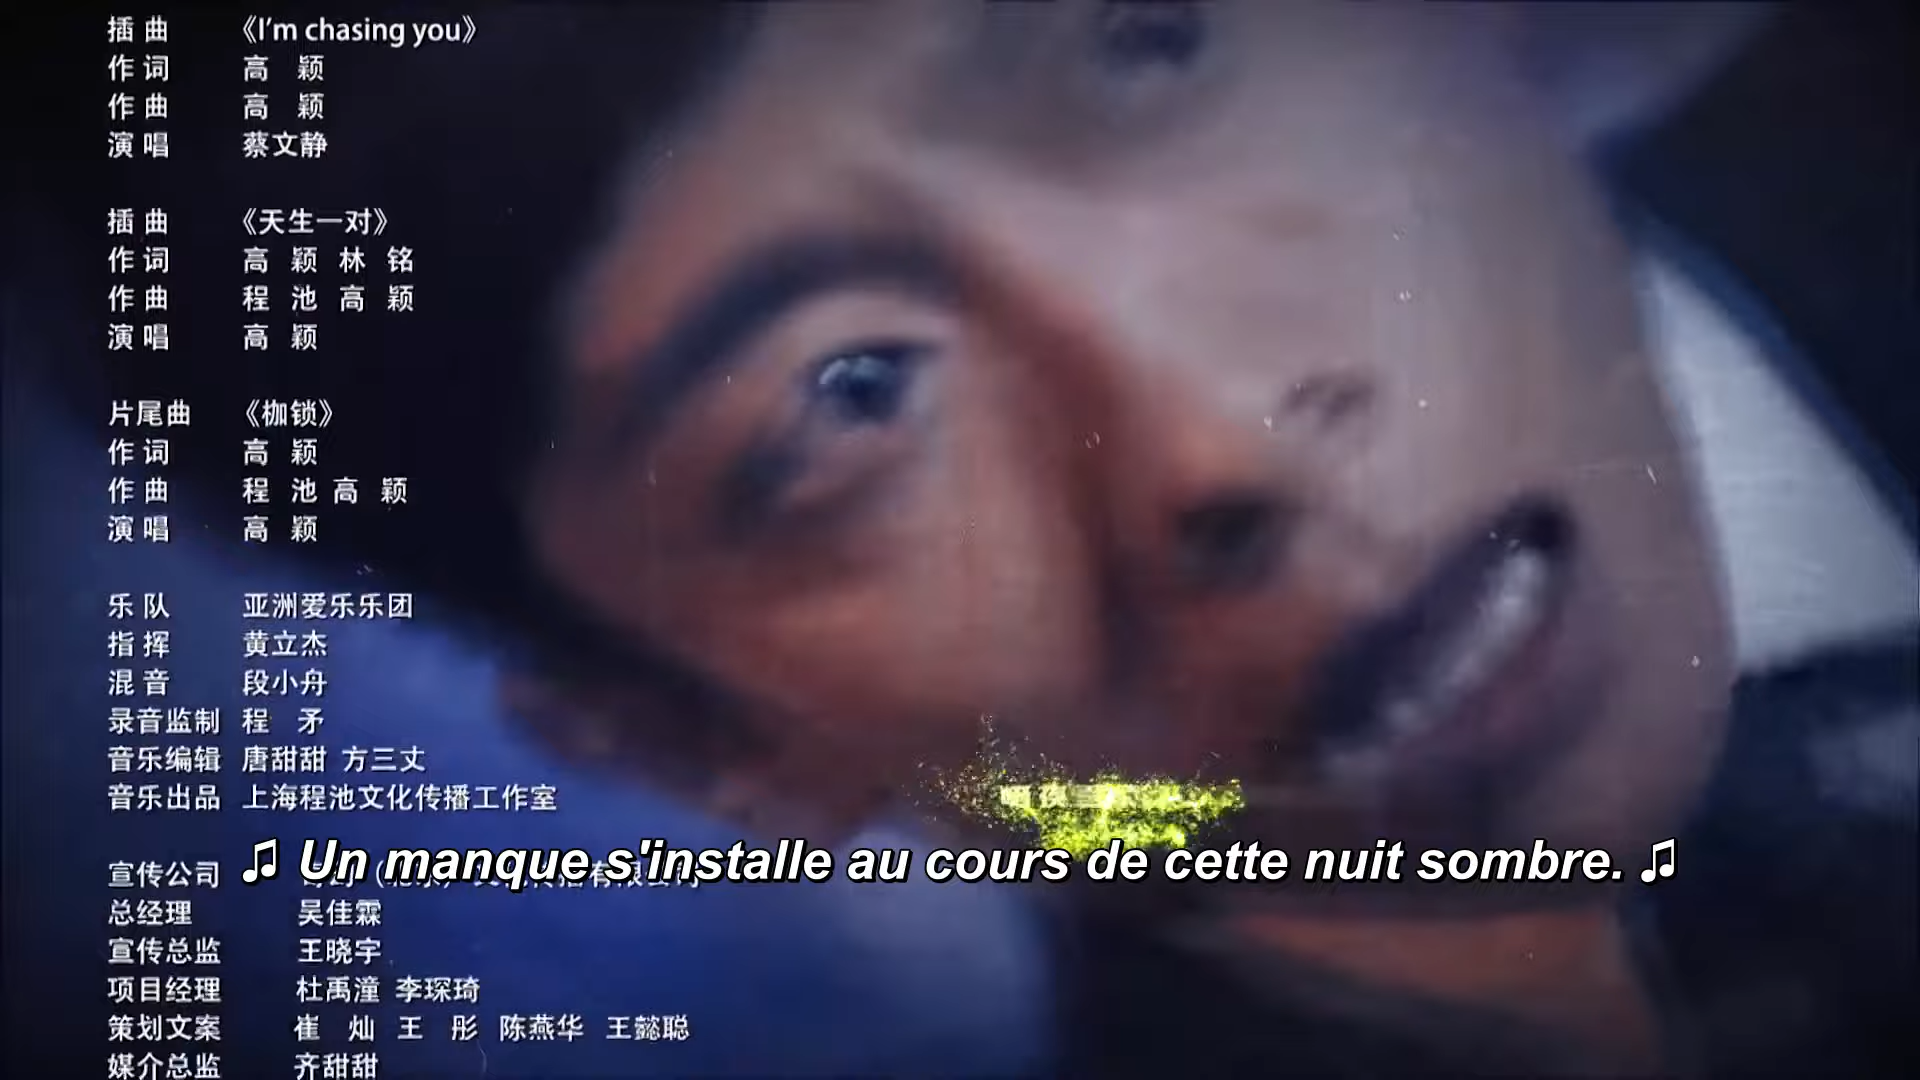 插曲 《I'm chasing you》
作词 高 颖
作曲 高 颖
演唱 蔡文静
插曲 《天生一对》
作词 高 颖 林 铭
作曲 程 池 高 颖
演唱 高 颖
片尾曲 《枷锁》
作词 高 颖
作曲 程 池 高 颖
演唱 高 颖
乐队 亚洲爱乐乐团
指挥 黄立杰
混音 段小舟
录音监制 程 矛
音乐编辑 唐甜甜 方三丈
音乐出品 上海程池文化传播工作室
♫ Un manque s'installe au cours de cette nuit sombre. ♫
宣传公司
总经理 吴佳霖
宣传总监 王晓宇
项目经理 杜禹潼 李琛琦
策划文案 崔 灿 王 彤 陈燕华 王懿聪
媒介总监 齐甜甜